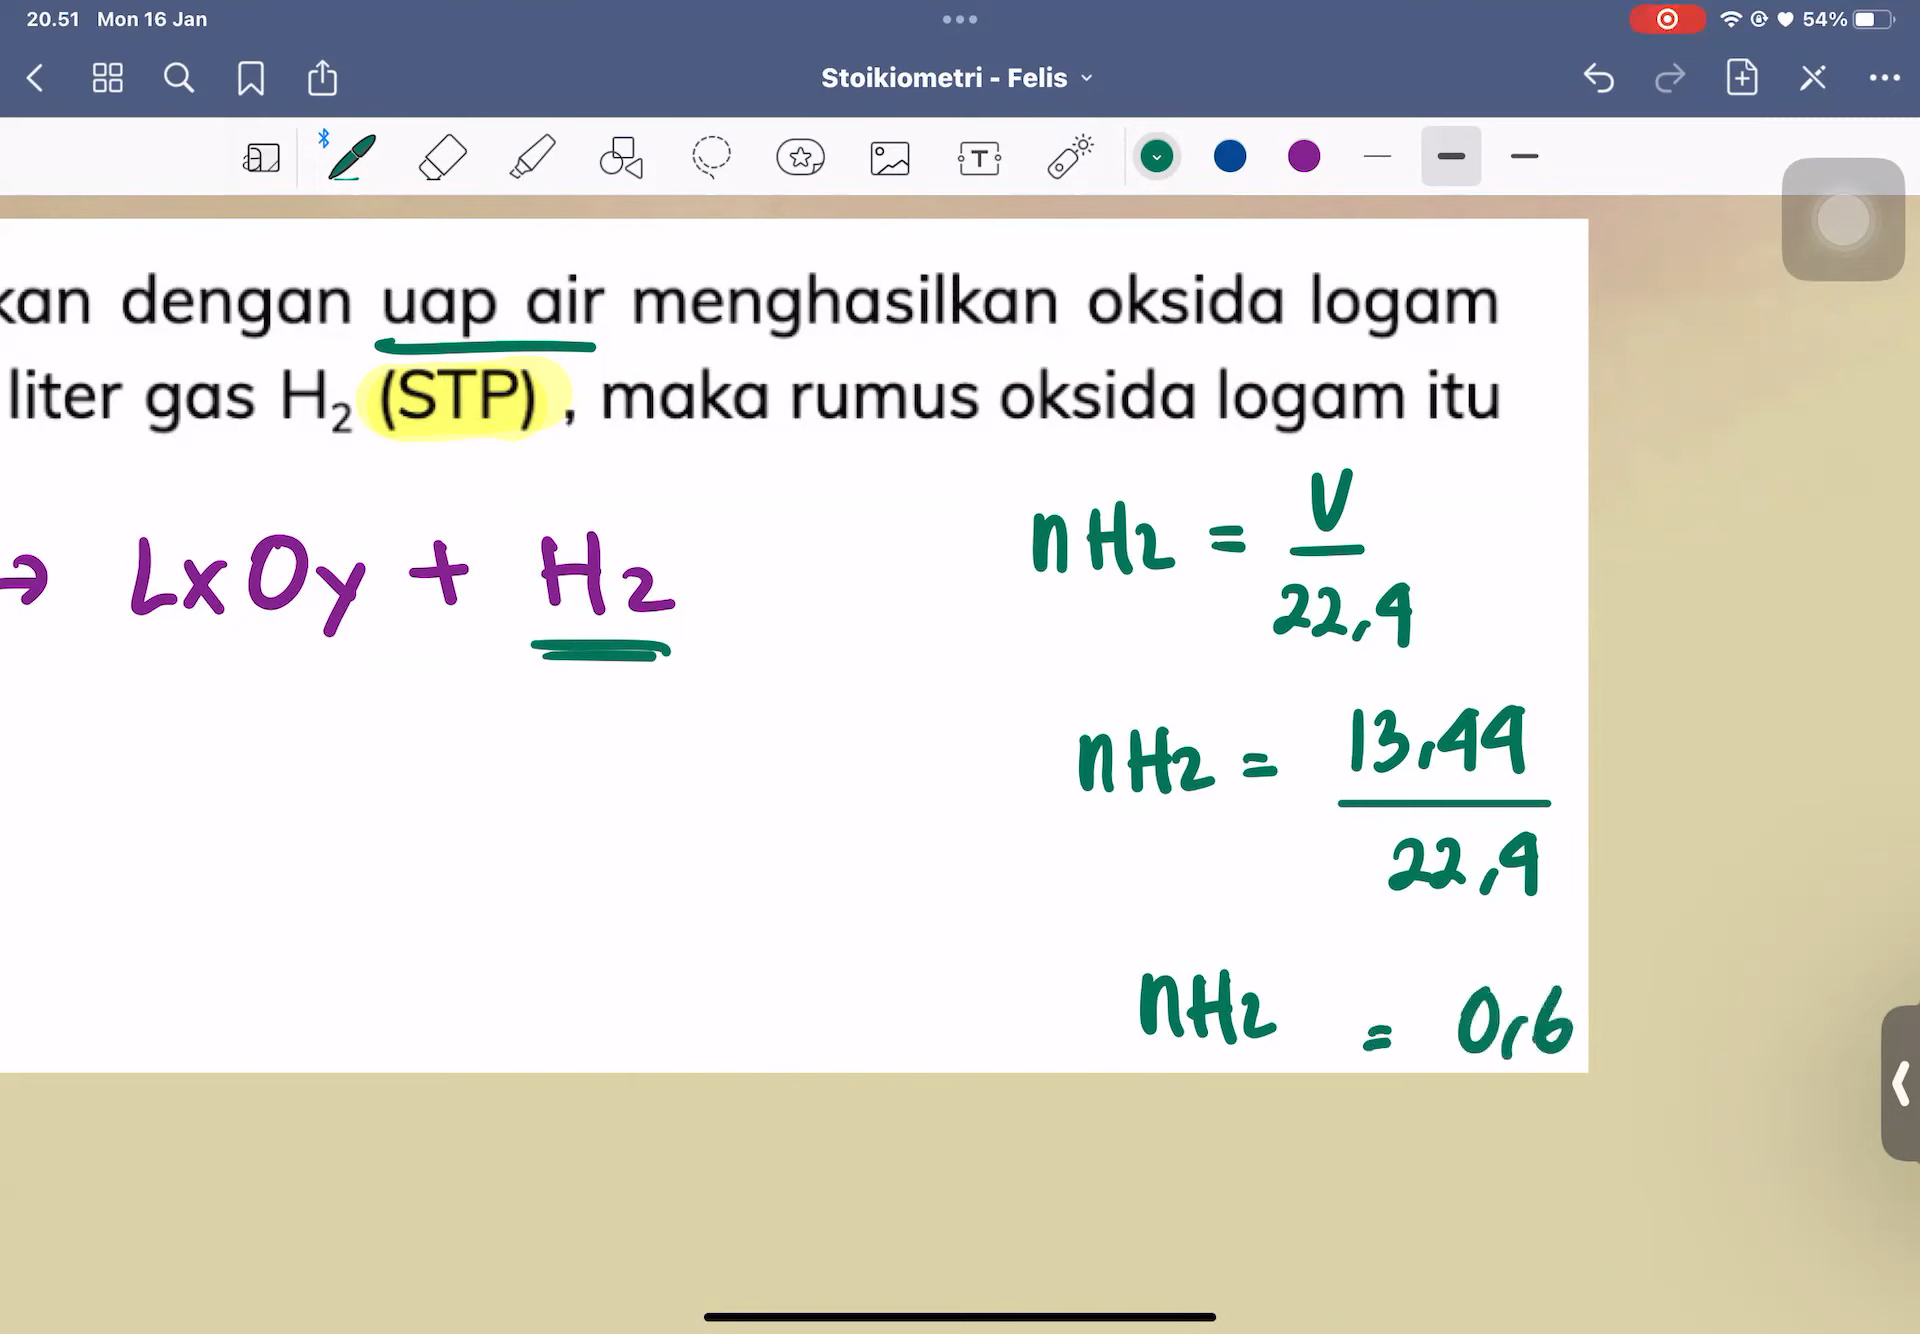 20.51 Mon 16 Jan
54%
Stoikiometri - Felis
kan dengan uap air menghasilkan oksida logam
liter gas H₂ (STP) , maka rumus oksida logam itu
→ LxOy + H2
nH2 = V
22,4
nH2 = 13,44
22,4
nH2 = 0,6